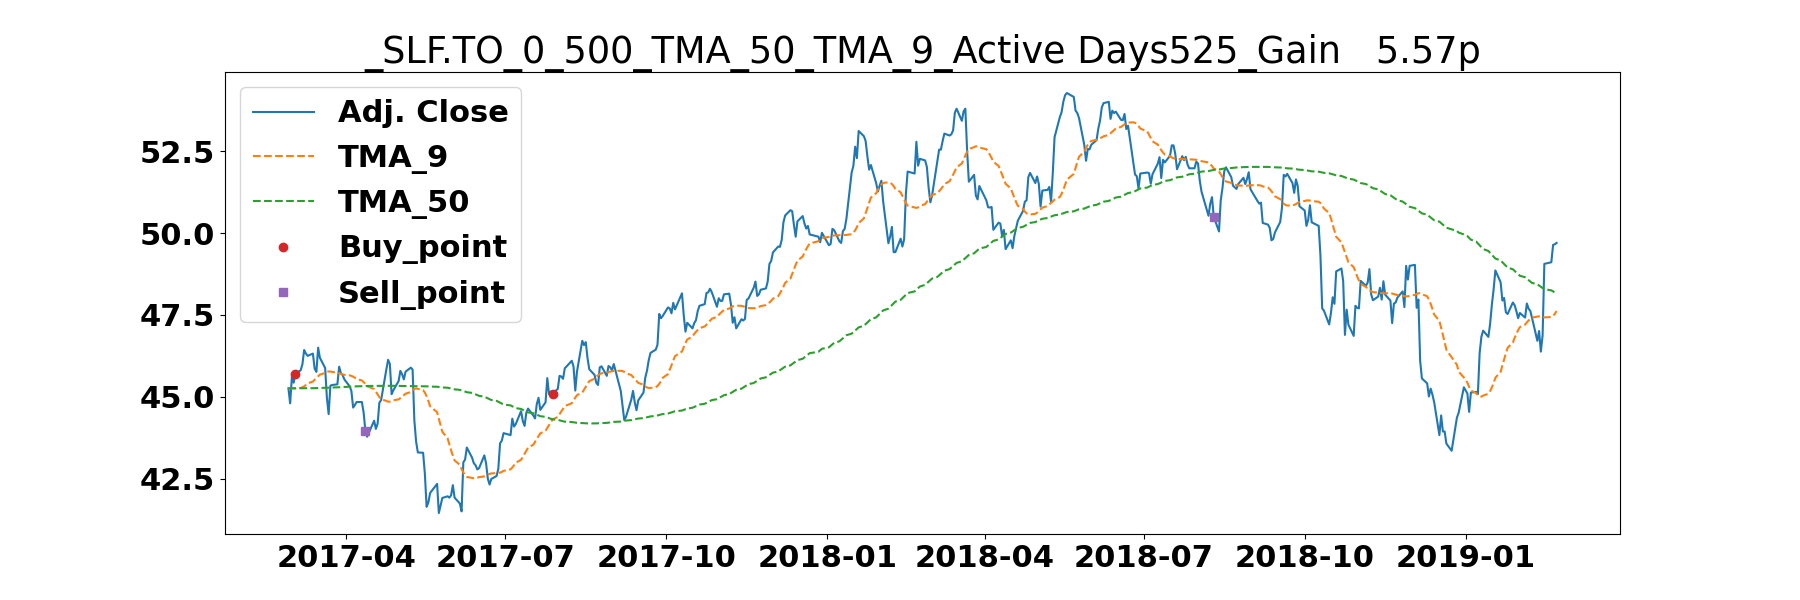 _SLF.TO_0_500_TMA_50_TMA_9_Active Days525_Gain   5.57p
Adj. Close
TMA_9
TMA_50
Buy_point
Sell_point
52.5
50.0
47.5
45.0
42.5
2017-04 2017-07 2017-10 2018-01 2018-04 2018-07 2018-10 2019-01